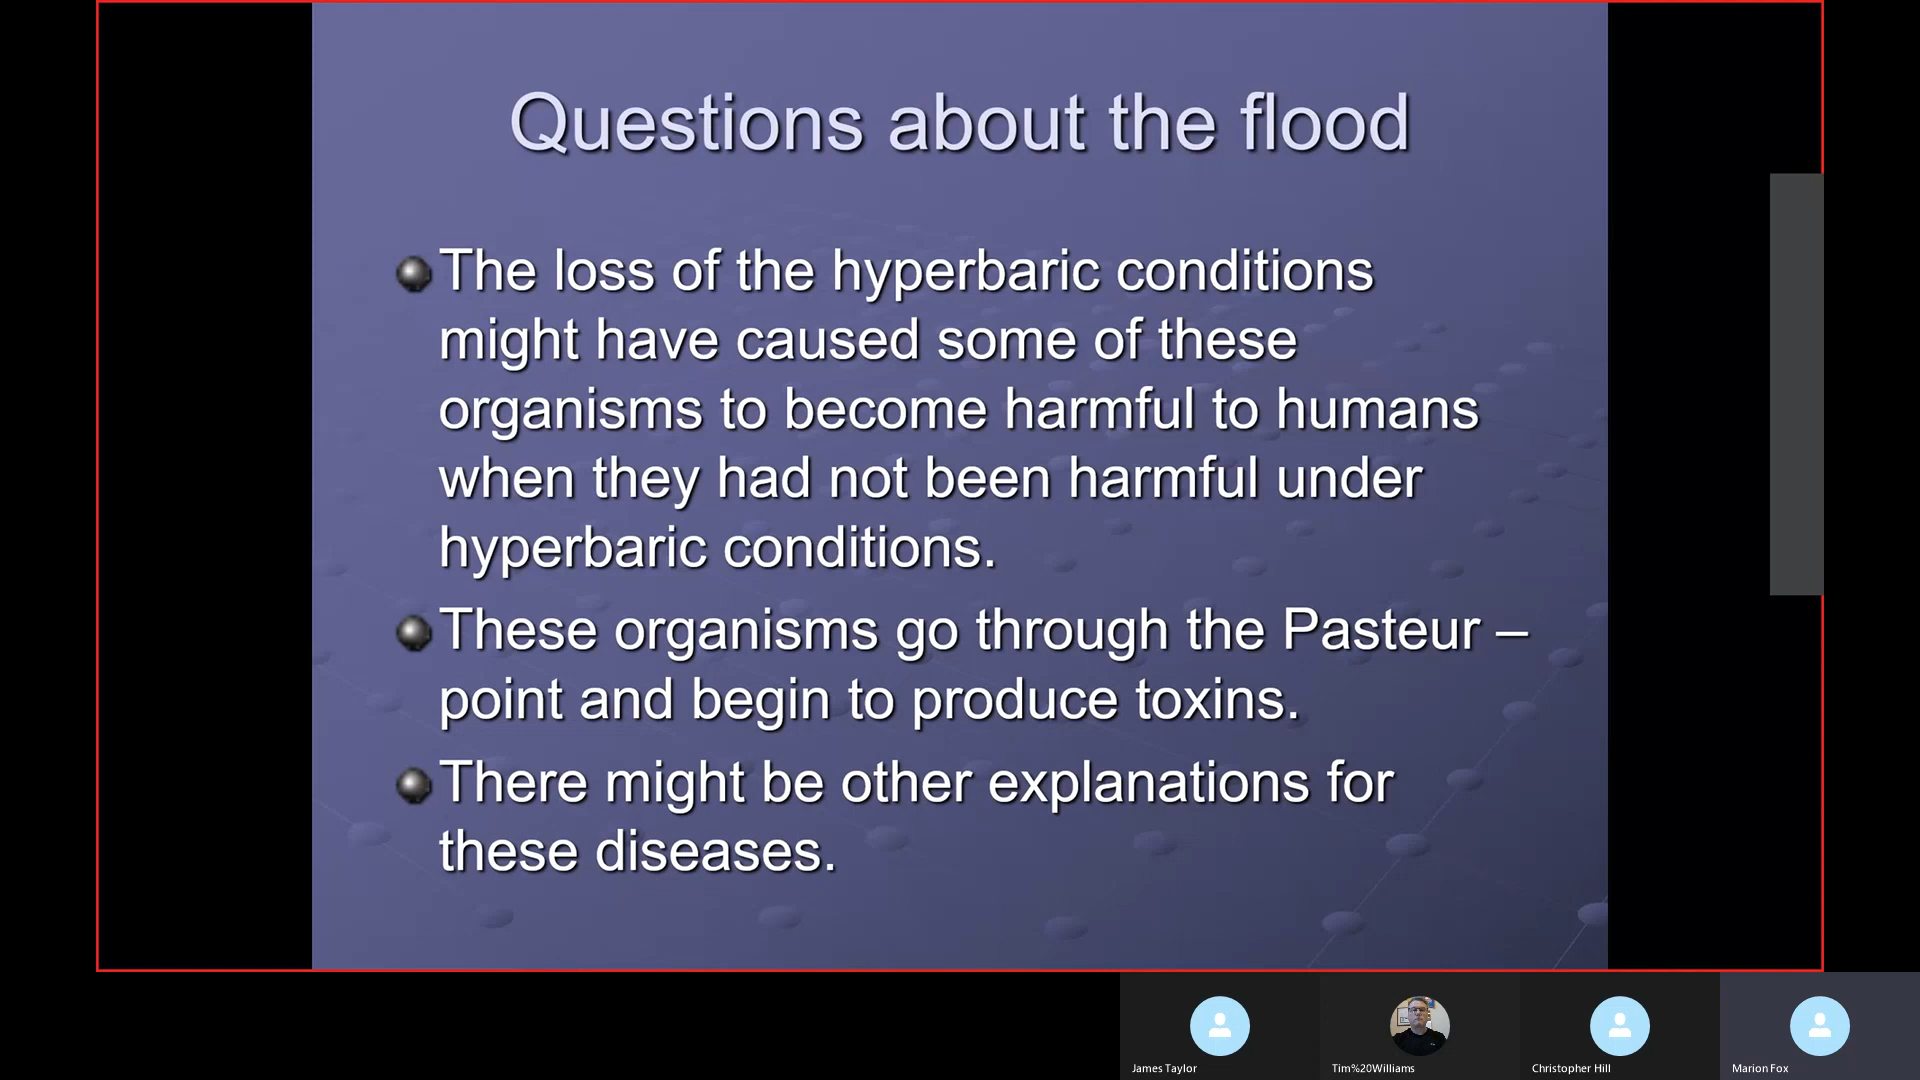 Questions about the flood
The loss of the hyperbaric conditions
might have caused some of these
organisms to become harmful to humans
when they had not been harmful under
hyperbaric conditions.
These organisms go through the Pasteur –
point and begin to produce toxins.
There might be other explanations for
these diseases.
James Taylor
Tim%20Williams
Christopher Hill
Marion Fox